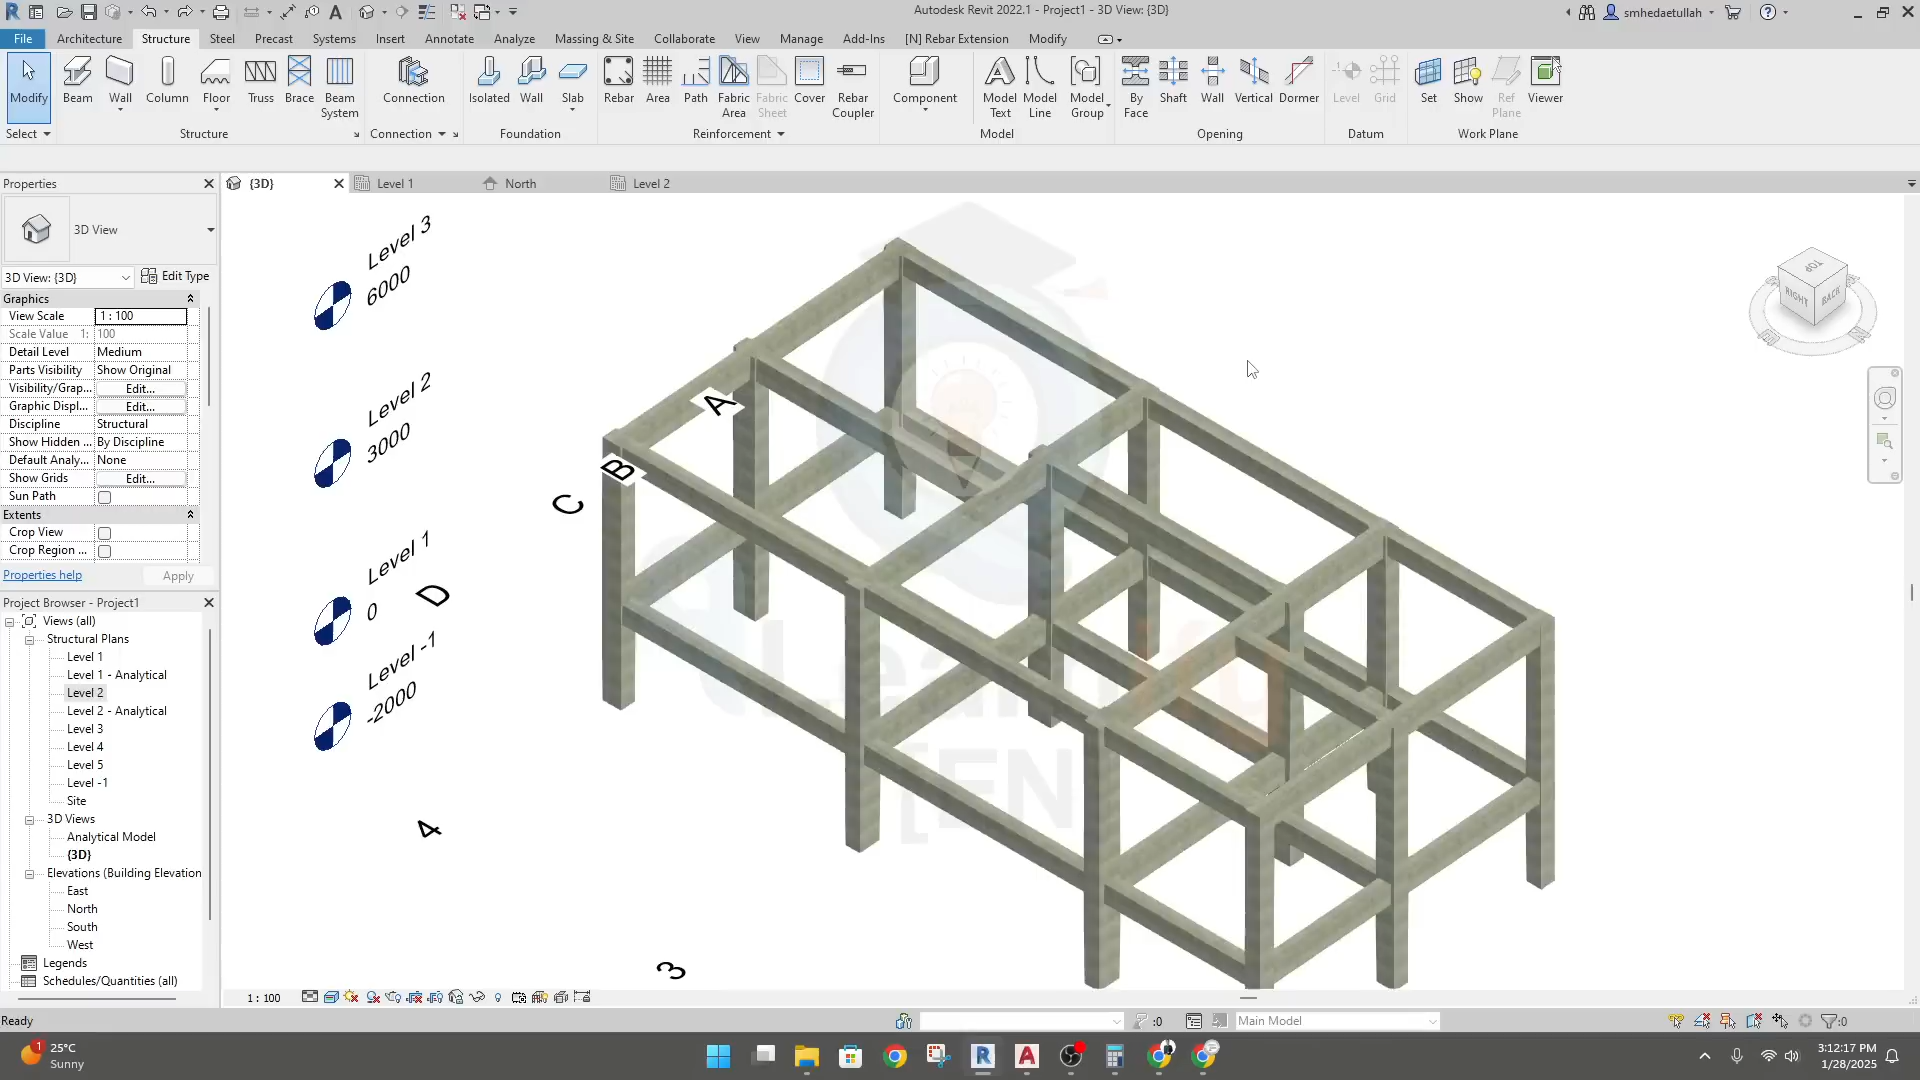 Autodesk Revit 2022.1 - Project1 - 3D View: {3D}
smhedaetullah
File Architecture Structure Steel Precast Systems Insert Annotate Analyze Massing & Site Collaborate View Manage Add-Ins [N] Rebar Extension Modify
Modify Beam Wall Column Floor Truss Brace Beam System Connection Isolated Wall Slab Rebar Area Path Fabric Area Fabric Sheet Cover Rebar Coupler Component Model Text Model Line Model Group By Face Shaft Wall Vertical Dormer Level Grid Set Show Ref Plane Viewer
Select Structure Connection Foundation Reinforcement Model Opening Datum Work Plane
Properties
{3D} Level 1 North Level 2
3D View
3D View: {3D} Edit Type
Graphics
View Scale 1 : 100
Scale Value 1: 100
Detail Level Medium
Parts Visibility Show Original
Visibility/Grap... Edit...
Graphic Displ... Edit...
Discipline Structural
Show Hidden ... By Discipline
Default Analy... None
Show Grids Edit...
Sun Path
Extents
Crop View
Crop Region ...
Properties help Apply
Project Browser - Project1
Views (all)
Structural Plans
Level 1
Level 1 - Analytical
Level 2
Level 2 - Analytical
Level 3
Level 4
Level 5
Level -1
Site
3D Views
Analytical Model
{3D}
Elevations (Building Elevation
East
North
South
West
Legends
Schedules/Quantities (all)
Level 3
6000
Level 2
3000
Level 1
0
Level -1
-2000
A
B
C
D
4
3
TOP
RIGHT
BACK
Learnify
[EN
1 : 100
Ready
:0
Main Model
:0
1
25°C
Sunny
3:12:17 PM
1/28/2025